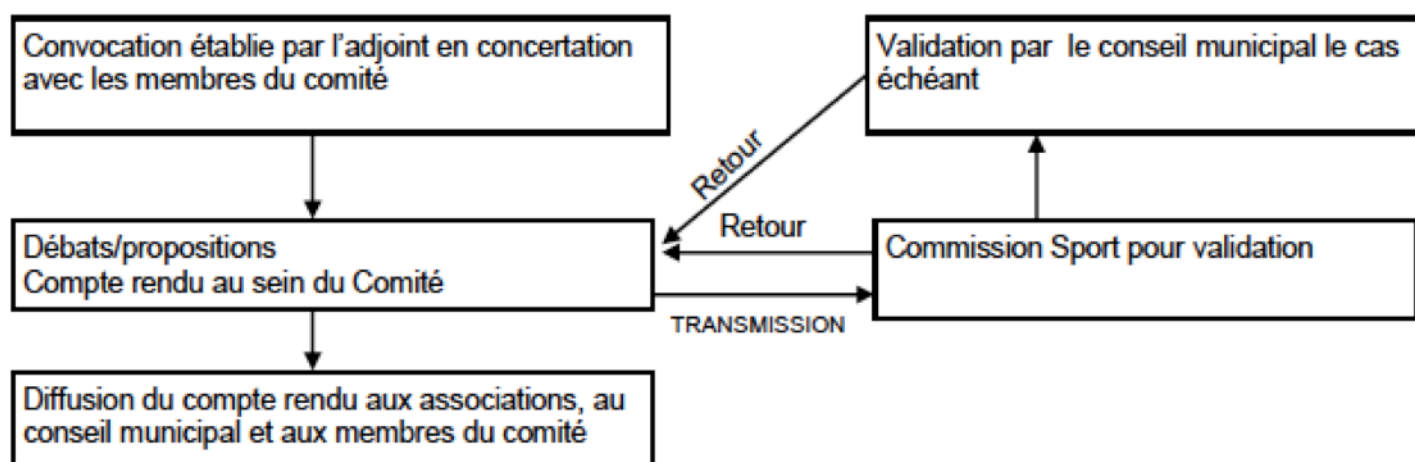 Convocation établie par l'adjoint en concertation
avec les membres du comité
Validation par le conseil municipal le cas
échéant
Retour
Retour
Débats/propositions
Compte rendu au sein du Comité
Commission Sport pour validation
TRANSMISSION
Diffusion du compte rendu aux associations, au
conseil municipal et aux membres du comité